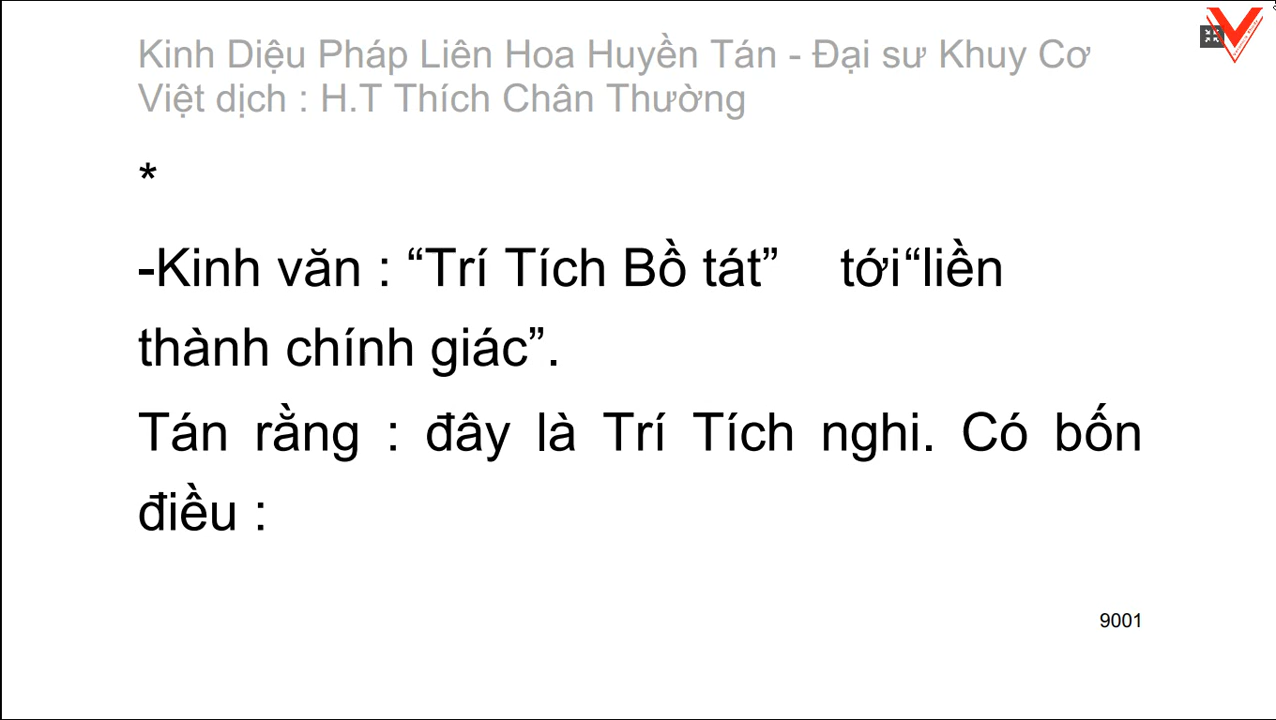 Kinh Diệu Pháp Liên Hoa Huyền Tán - Đại sư Khuy Cơ
Việt dịch : H.T Thích Chân Thường
*
-Kinh văn : “Trí Tích Bồ tát” tới“liền
thành chính giác”.
Tán rằng : đây là Trí Tích nghi. Có bốn
điều :
9001